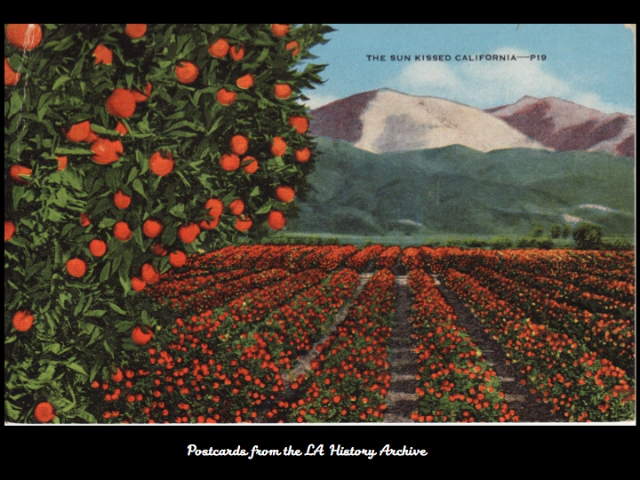 THE SUN KISSED CALIFORNIA—P19
Postcards from the LA History Archive